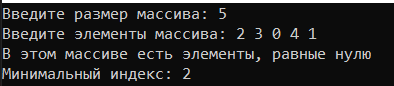 Введите размер массива: 5
Введите элементы массива: 2 3 0 4 1
В этом массиве есть элементы, равные нулю
Минимальный индекс: 2